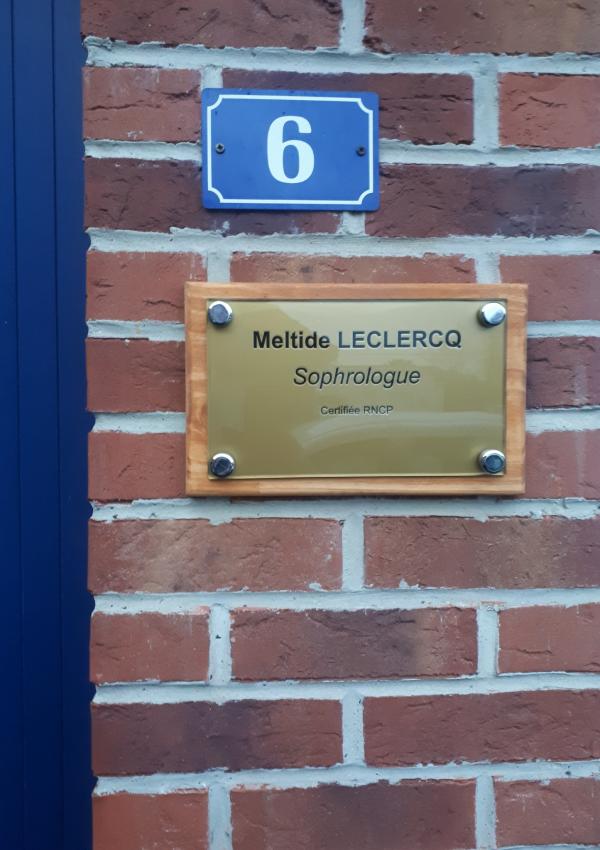 6
Meltide LECLERCQ
Sophrologue
Certifiée RNCP